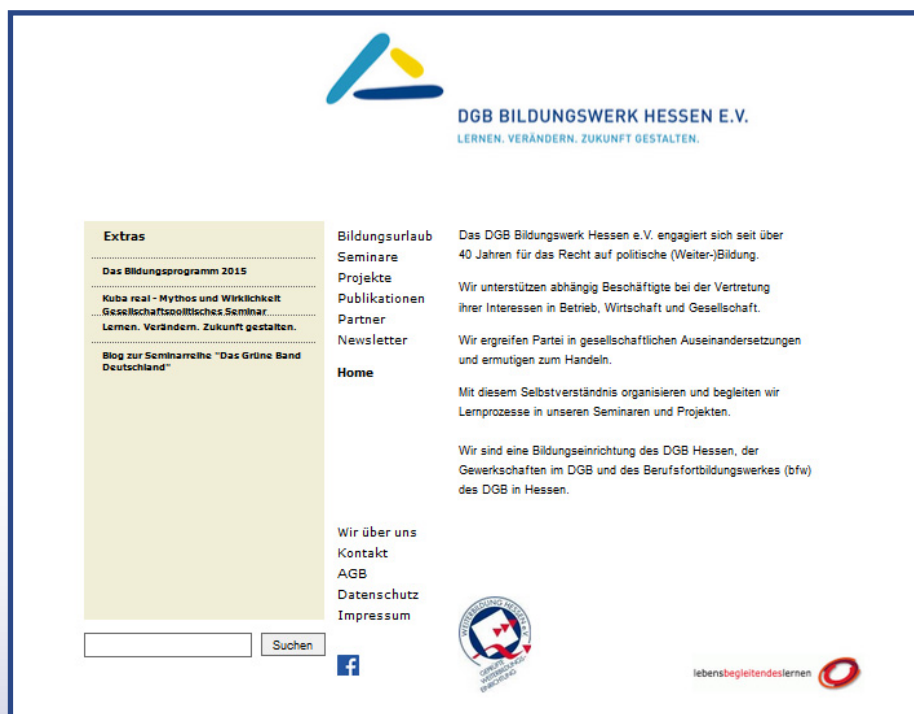 DGB BILDUNGSWERK HESSEN E.V.
LERNEN. VERÄNDERN. ZUKUNFT GESTALTEN.
Extras
Das Bildungsprogramm 2015
Kuba real - Mythos und Wirklichkeit
Gesellschaftspolitisches Seminar
Lernen. Verändern. Zukunft gestalten.
Blog zur Seminarreihe "Das Grüne Band
Deutschland"
Suchen
Bildungsurlaub
Seminare
Projekte
Publikationen
Partner
Newsletter
Home
Wir über uns
Kontakt
AGB
Datenschutz
Impressum
f
Das DGB Bildungswerk Hessen e.V. engagiert sich seit über
40 Jahren für das Recht auf politische (Weiter-)Bildung.
Wir unterstützen abhängig Beschäftigte bei der Vertretung
ihrer Interessen in Betrieb, Wirtschaft und Gesellschaft.
Wir ergreifen Partei in gesellschaftlichen Auseinandersetzungen
und ermutigen zum Handeln.
Mit diesem Selbstverständnis organisieren und begleiten wir
Lernprozesse in unseren Seminaren und Projekten.
Wir sind eine Bildungseinrichtung des DGB Hessen, der
Gewerkschaften im DGB und des Berufsfortbildungswerkes (bfw)
des DGB in Hessen.
WEITERBILDUNG HESSEN e.V.
GEPRÜFTE
WEITERBILDUNGS-
EINRICHTUNG
lebensbegleitendeslernen